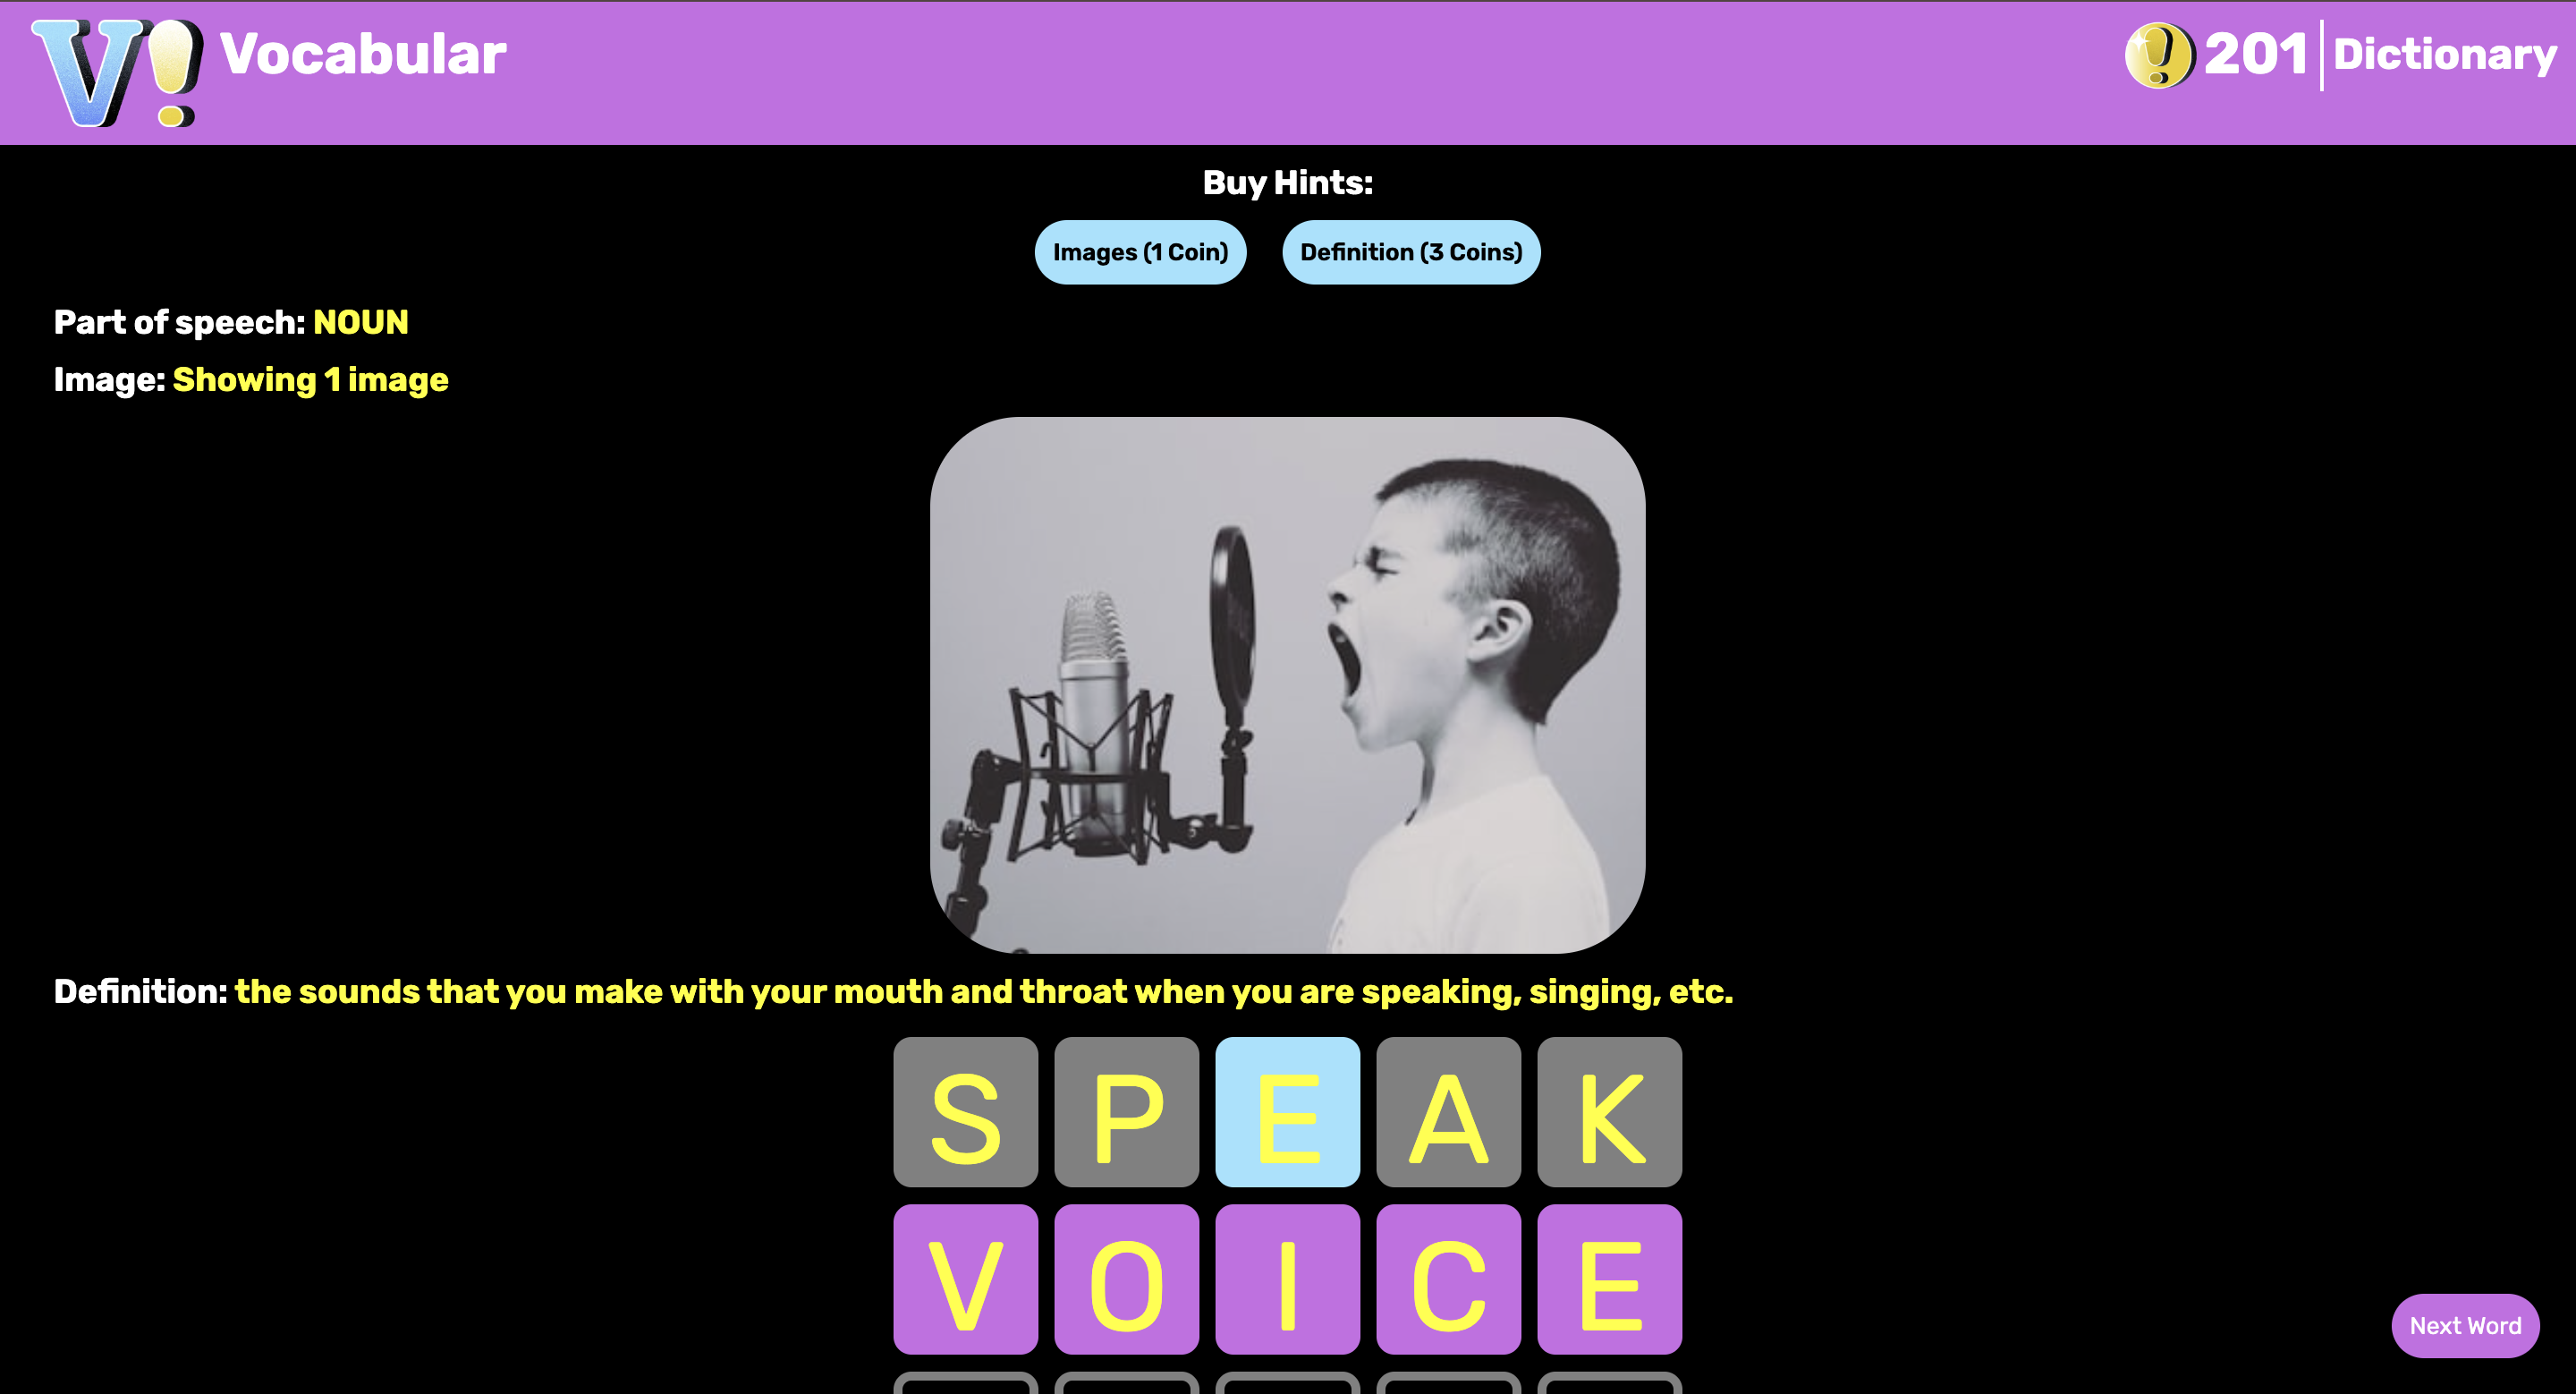 V! Vocabular
! 201 Dictionary
Buy Hints:
Images (1 Coin) Definition (3 Coins)
Part of speech: NOUN
Image: Showing 1 image
Definition: the sounds that you make with your mouth and throat when you are speaking, singing, etc.
S P E A K
V O I C E
Next Word